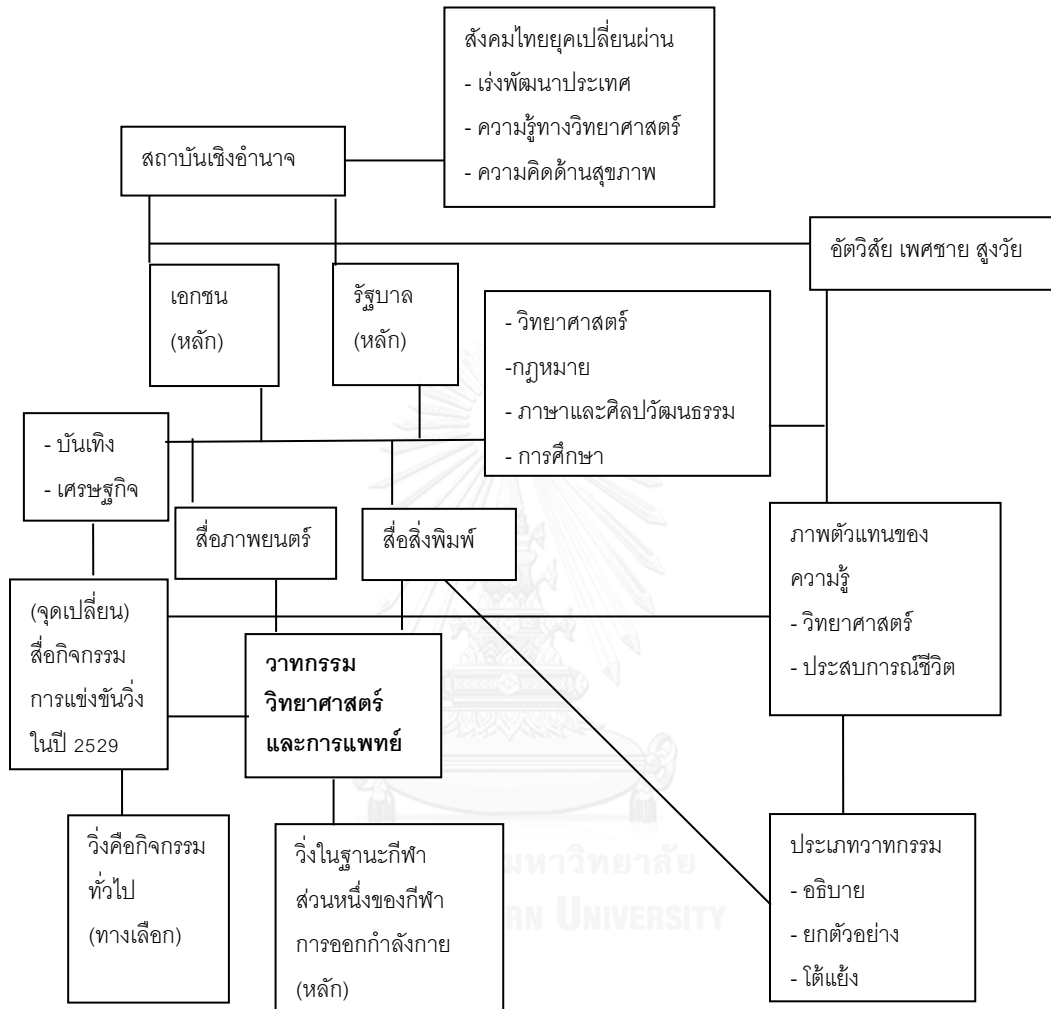 สังคมไทยยุคเปลี่ยนผ่าน
- เร่งพัฒนาประเทศ
- ความรู้ทางวิทยาศาสตร์
- ความคิดด้านสุขภาพ
สถาบันเชิงอำนาจ
อัตวิสัย เพศชาย สูงวัย
เอกชน
(หลัก)
รัฐบาล
(หลัก)
- วิทยาศาสตร์
-กฎหมาย
- ภาษาและศิลปวัฒนธรรม
- การศึกษา
- บันเทิง
- เศรษฐกิจ
สื่อภาพยนตร์
สื่อสิ่งพิมพ์
ภาพตัวแทนของ
ความรู้
- วิทยาศาสตร์
- ประสบการณ์ชีวิต
(จุดเปลี่ยน)
สื่อกิจกรรม
การแข่งขันวิ่ง
ในปี 2529
วาทกรรม
วิทยาศาสตร์
และการแพทย์
วิ่งคือกิจกรรม
ทั่วไป
(ทางเลือก)
วิ่งในฐานะกีฬา
ส่วนหนึ่งของกีฬา
การออกกำลังกาย
(หลัก)
ประเภทวาทกรรม
- อธิบาย
- ยกตัวอย่าง
- โต้แย้ง
มหาวิทยาลัย
RN UNIVERSITY